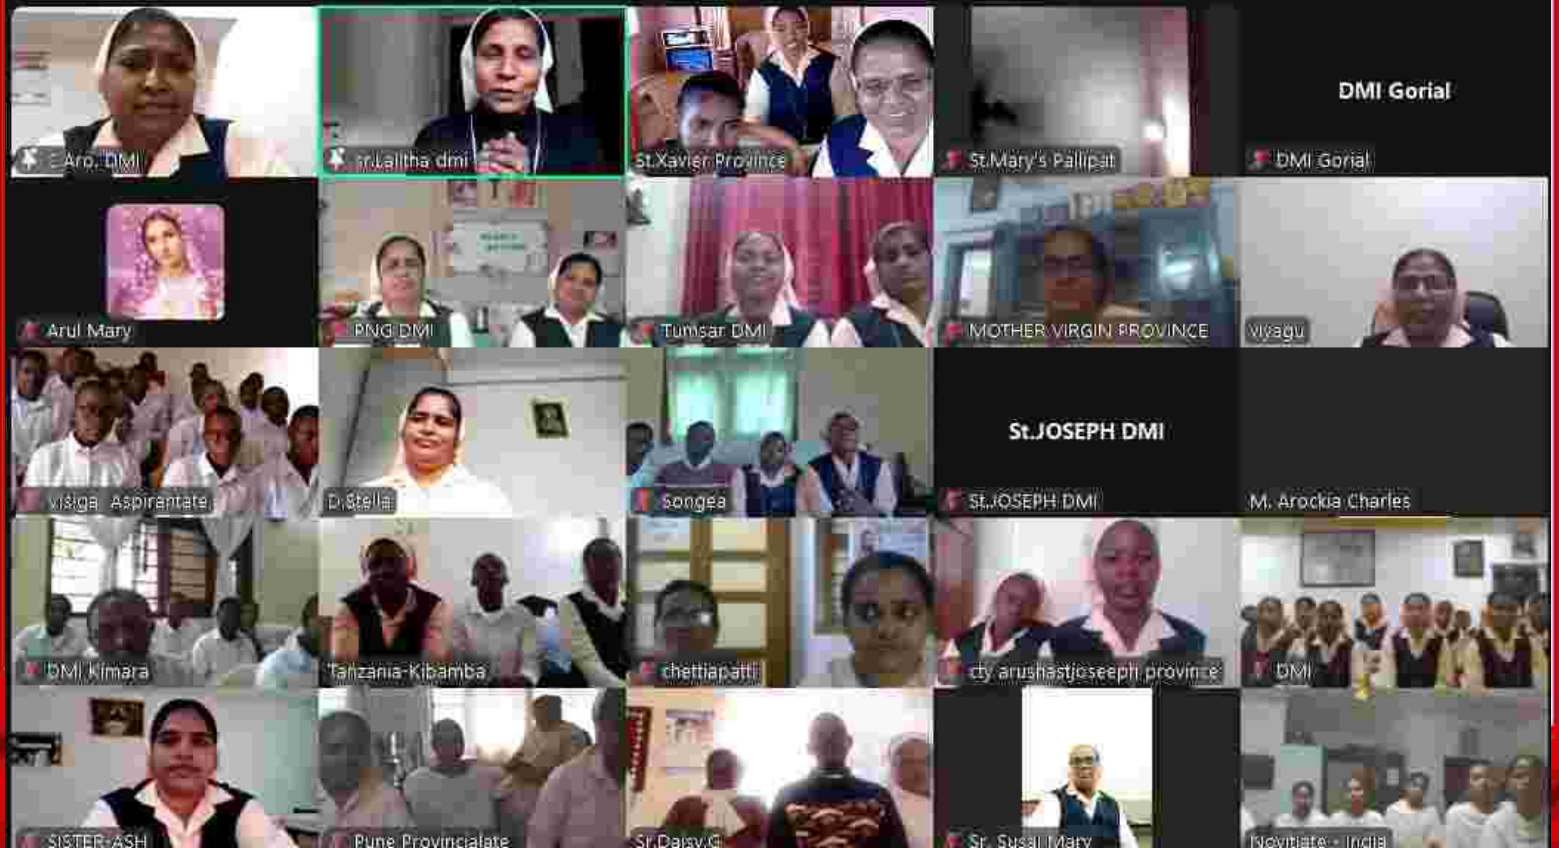 E Aro, DMI
sr.Lalitha dmi
St.Xavier Province
St.Mary's Pallipat
DMI Gorial
DMI Gorial
Arul Mary
PNG DMI
Tumsar DMI
MOTHER VIRGIN PROVINCE
viyagu
visiga Aspirantate
D.Stella
Songea
St.JOSEPH DMI
St.JOSEPH DMI
M. Arockia Charles
DMI Kimara
Tanzania-Kibamba
chettiapatti
cty arushastjoseeph province
DMI
SISTER-ASH
Pune Provincialate
Sr.Daisy.G
Sr. Susai Mary
Novitiate - India